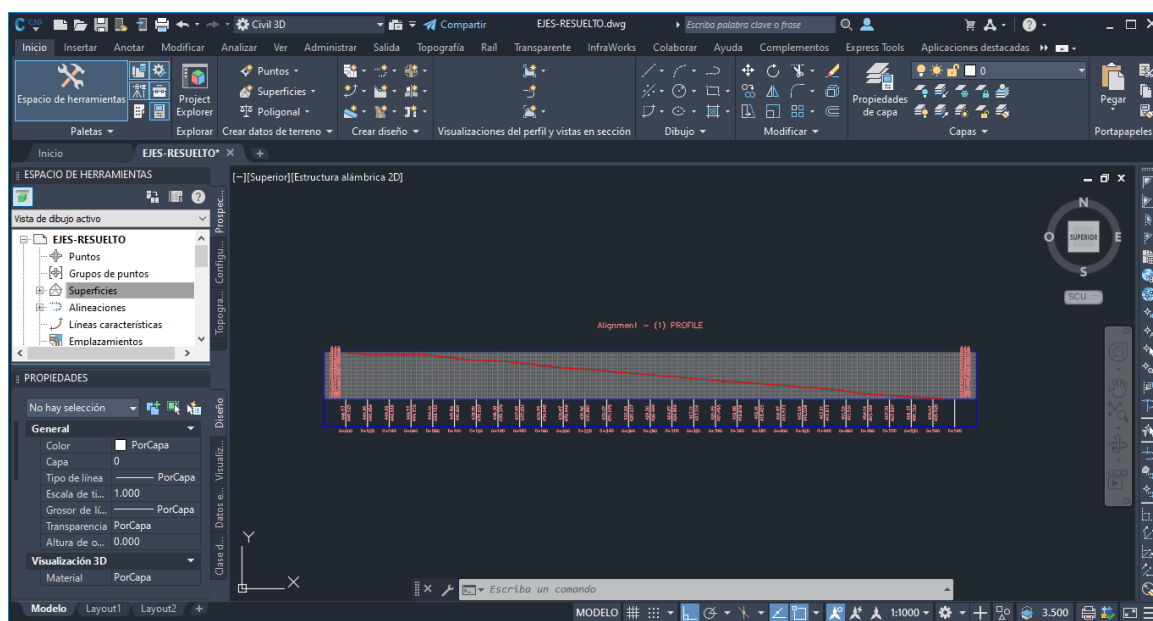 C3D Civil 3D Compartir EJES-RESUELTO.dwg Escriba palabra clave o frase
Inicio Insertar Anotar Modificar Analizar Ver Administrar Salida Topografía Rail Transparente InfraWorks Colaborar Ayuda Complementos Express Tools Aplicaciones destacadas
Puntos
0
Superficies
Espacio de herramientas Project Propiedades Pegar
Explorer Poligonal de capa
Paletas Explorar Crear datos de terreno Crear diseño Visualizaciones del perfil y vistas en sección Dibujo Modificar Capas Portapapeles
Inicio EJES-RESUELTO*
ESPACIO DE HERRAMIENTAS
[−][Superior][Estructura alámbrica 2D]
Vista de dibujo activo
EJES-RESUELTO
Puntos
Grupos de puntos
Superficies
Alineaciones
Líneas características
Emplazamientos
Prospec...
Configu...
Topogra...
N
O SUPERIOR E
S
SCU
Alignment - (1) PROFILE
PROPIEDADES
No hay selección
General
Color PorCapa
Capa 0
Tipo de línea PorCapa
Escala de ti... 1.000
Grosor de lí... PorCapa
Transparencia PorCapa
Altura de o... 0.000
Visualización 3D
Material PorCapa
Diseño
Visualiz...
Datos e...
Clase d...
Y
X
Escriba un comando
Modelo Layout1 Layout2 + MODELO 1:1000 3.500